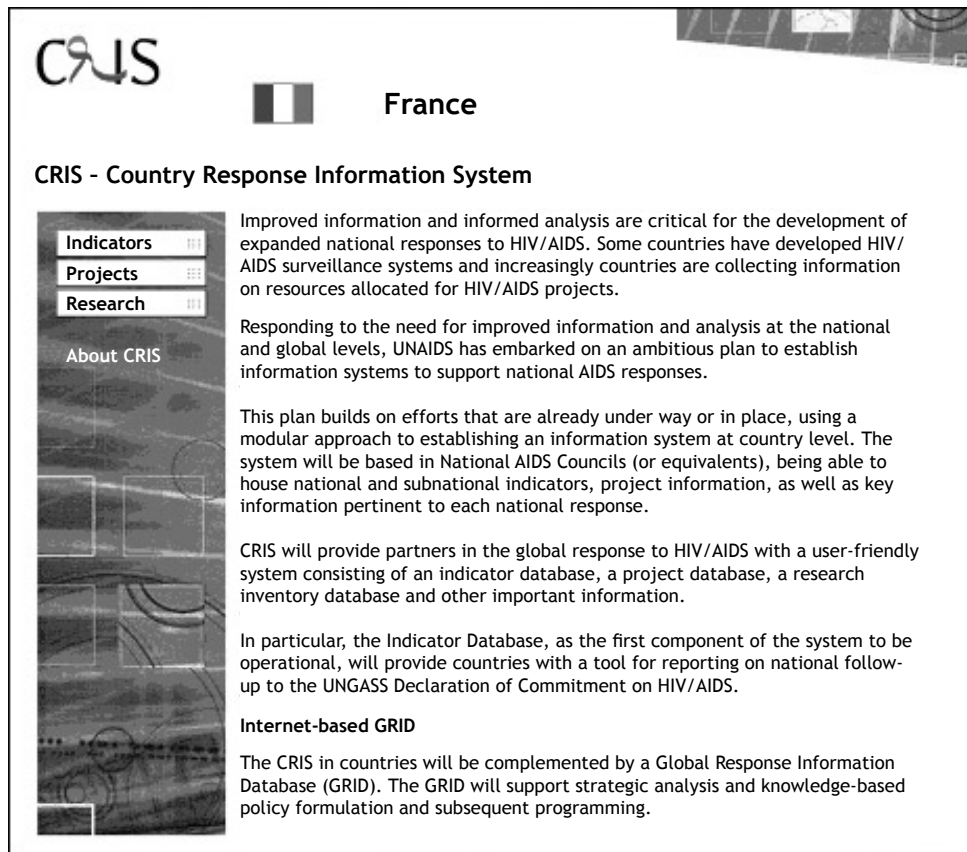 CRIS
France
CRIS – Country Response Information System
Indicators
Projects
Research
About CRIS
Improved information and informed analysis are critical for the development of
expanded national responses to HIV/AIDS. Some countries have developed HIV/
AIDS surveillance systems and increasingly countries are collecting information
on resources allocated for HIV/AIDS projects.
Responding to the need for improved information and analysis at the national
and global levels, UNAIDS has embarked on an ambitious plan to establish
information systems to support national AIDS responses.
This plan builds on efforts that are already under way or in place, using a
modular approach to establishing an information system at country level. The
system will be based in National AIDS Councils (or equivalents), being able to
house national and subnational indicators, project information, as well as key
information pertinent to each national response.
CRIS will provide partners in the global response to HIV/AIDS with a user-friendly
system consisting of an indicator database, a project database, a research
inventory database and other important information.
In particular, the Indicator Database, as the first component of the system to be
operational, will provide countries with a tool for reporting on national follow-
up to the UNGASS Declaration of Commitment on HIV/AIDS.
Internet-based GRID
The CRIS in countries will be complemented by a Global Response Information
Database (GRID). The GRID will support strategic analysis and knowledge-based
policy formulation and subsequent programming.